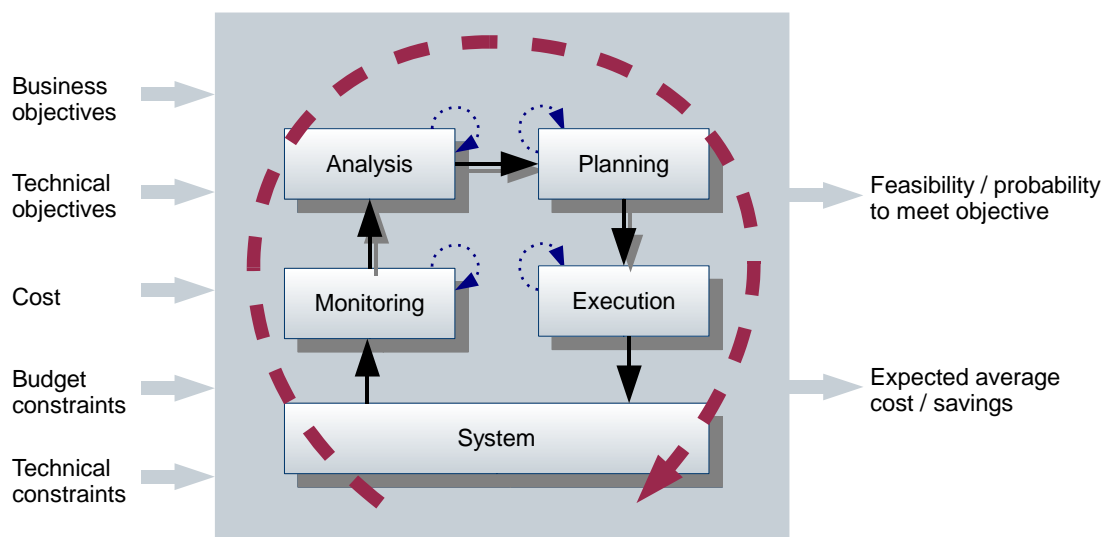 Business
objectives
Technical
objectives
Cost
Budget
constraints
Technical
constraints
Analysis
Planning
Monitoring
Execution
System
Feasibility / probability
to meet objective
Expected average
cost / savings